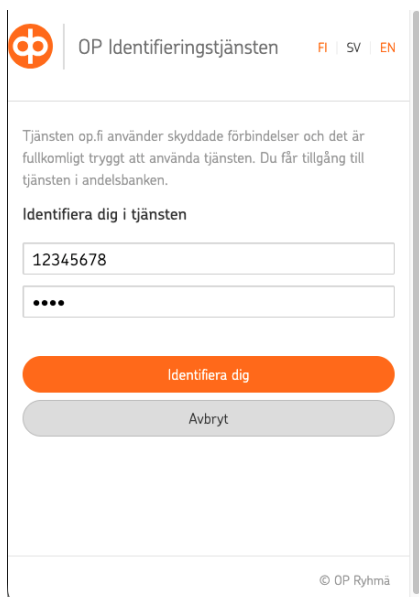 op OP Identifieringstjänsten FI SV EN
Tjänsten op.fi använder skyddade förbindelser och det är
fullkomligt tryggt att använda tjänsten. Du får tillgång till
tjänsten i andelsbanken.
Identifiera dig i tjänsten
12345678
••••
Identifiera dig
Avbryt
© OP Ryhmä